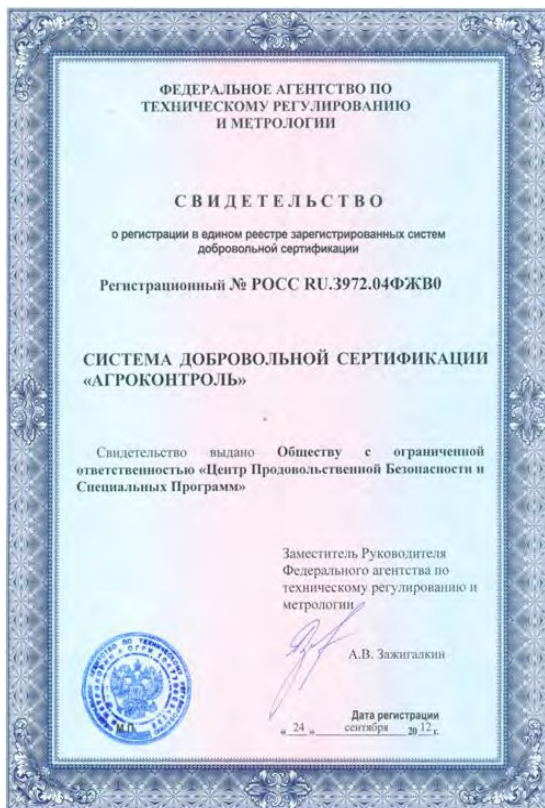 ФЕДЕРАЛЬНОЕ АГЕНТСТВО ПО
ТЕХНИЧЕСКОМУ РЕГУЛИРОВАНИЮ
И МЕТРОЛОГИИ
СВИДЕТЕЛЬСТВО
о регистрации в едином реестре зарегистрированных систем
добровольной сертификации
Регистрационный № РОСС RU.3972.04ФЖВ0
СИСТЕМА ДОБРОВОЛЬНОЙ СЕРТИФИКАЦИИ
«АГРОКОНТРОЛЬ»
Свидетельство выдано Обществу с ограниченной
ответственностью «Центр Продовольственной Безопасности и
Специальных Программ»
Заместитель Руководителя
Федерального агентства по
техническому регулированию и
метрологии
А.В. Зажигалкин
М.П.
Дата регистрации
« 24 » сентября 20 12 г.